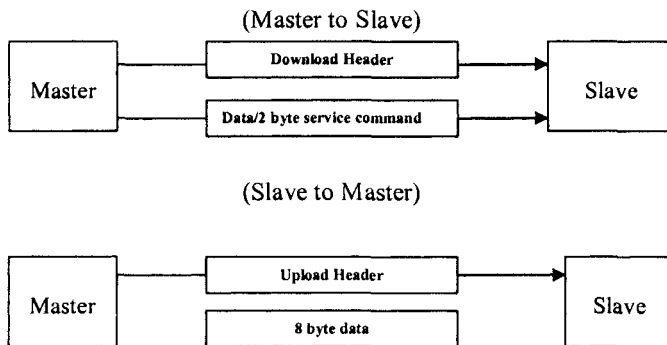 (Master to Slave)
Download Header
Master
Slave
Data/2 byte service command
(Slave to Master)
Upload Header
Master
Slave
8 byte data